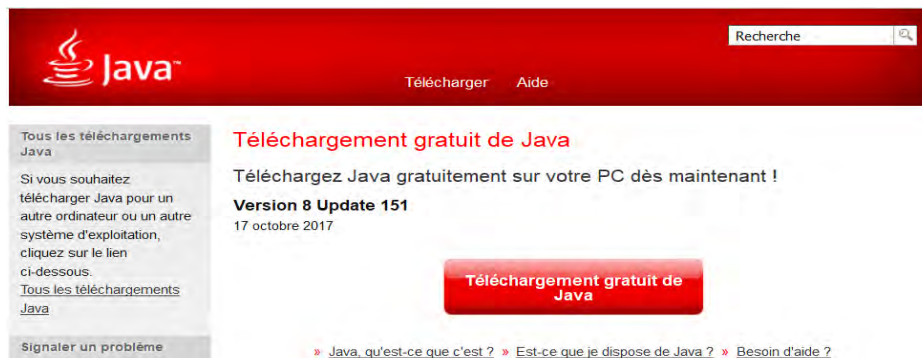 Java™
Recherche
Télécharger Aide
Tous les téléchargements
Java
Si vous souhaitez
télécharger Java pour un
autre ordinateur ou un autre
système d'exploitation,
cliquez sur le lien
ci-dessous.
Tous les téléchargements
Java
Signaler un problème
Téléchargement gratuit de Java
Téléchargez Java gratuitement sur votre PC dès maintenant !
Version 8 Update 151
17 octobre 2017
Téléchargement gratuit de
Java
» Java, qu'est-ce que c'est ? » Est-ce que je dispose de Java ? » Besoin d'aide ?